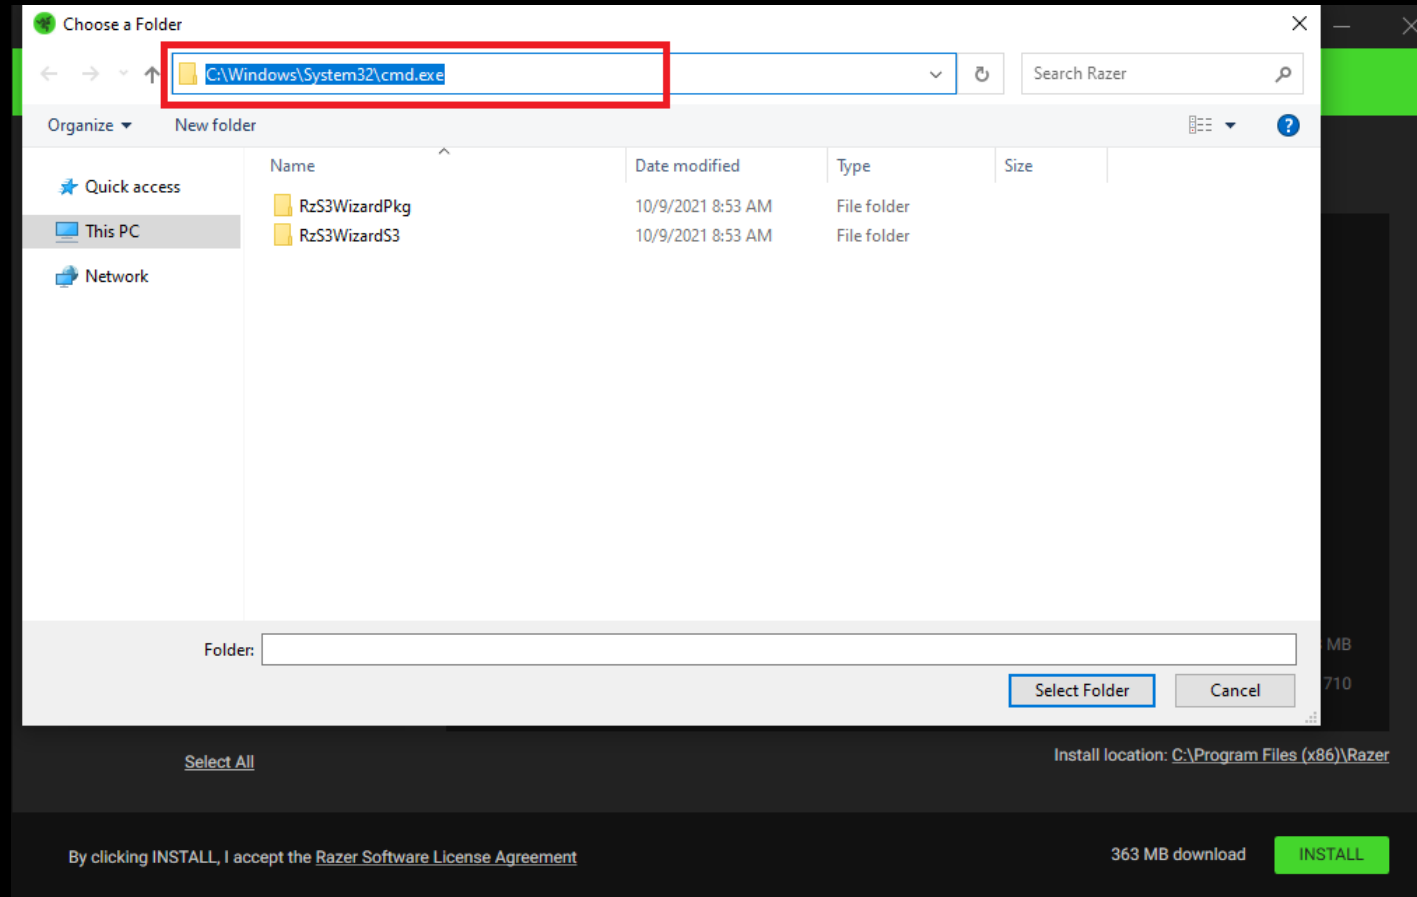 Choose a Folder
C:\Windows\System32\cmd.exe
Search Razer
Organize
New folder
Name
Date modified
Type
Size
Quick access
This PC
Network
RzS3WizardPkg
10/9/2021 8:53 AM
File folder
RzS3WizardS3
10/9/2021 8:53 AM
File folder
Folder:
MB
Select Folder
Cancel
710
Select All
Install location: C:\Program Files (x86)\Razer
By clicking INSTALL, I accept the Razer Software License Agreement
363 MB download
INSTALL